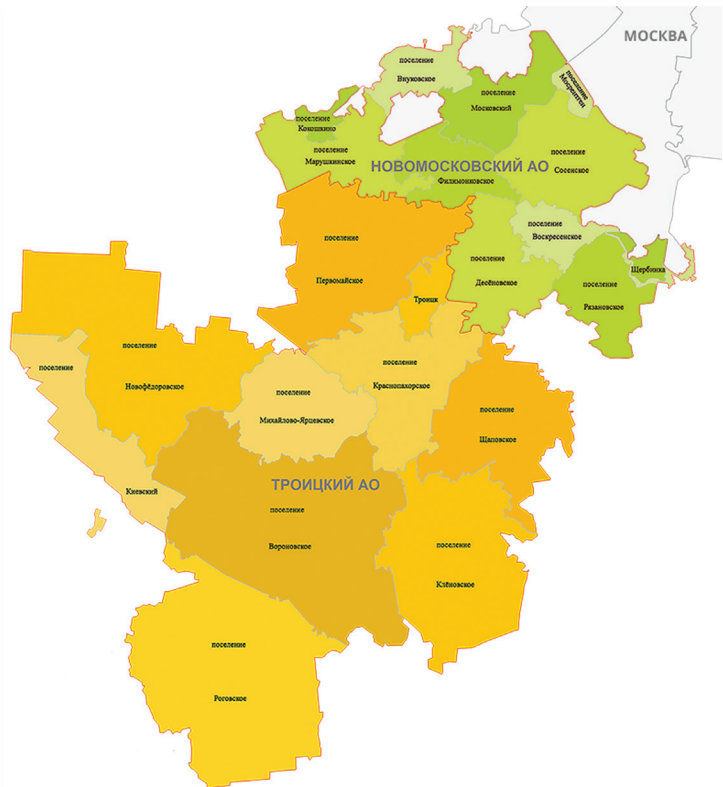 МОСКВА
поселение
Внуковское
поселение
Московский
поселение
Мосрентген
поселение
Кокошкино
поселение
Марушкинское
поселение
Сосенское
НОВОМОСКОВСКИЙ АО
Филимонковское
поселение
Воскресенское
поселение
Первомайское
поселение
Десёновское
Щербинка
поселение
Рязановское
Троицк
поселение
Новофёдоровское
поселение
Киевский
поселение
Краснопахорское
поселение
Михайлово-Ярцевское
поселение
Щаповское
ТРОИЦКИЙ АО
поселение
Вороновское
поселение
Клёновское
поселение
Роговское